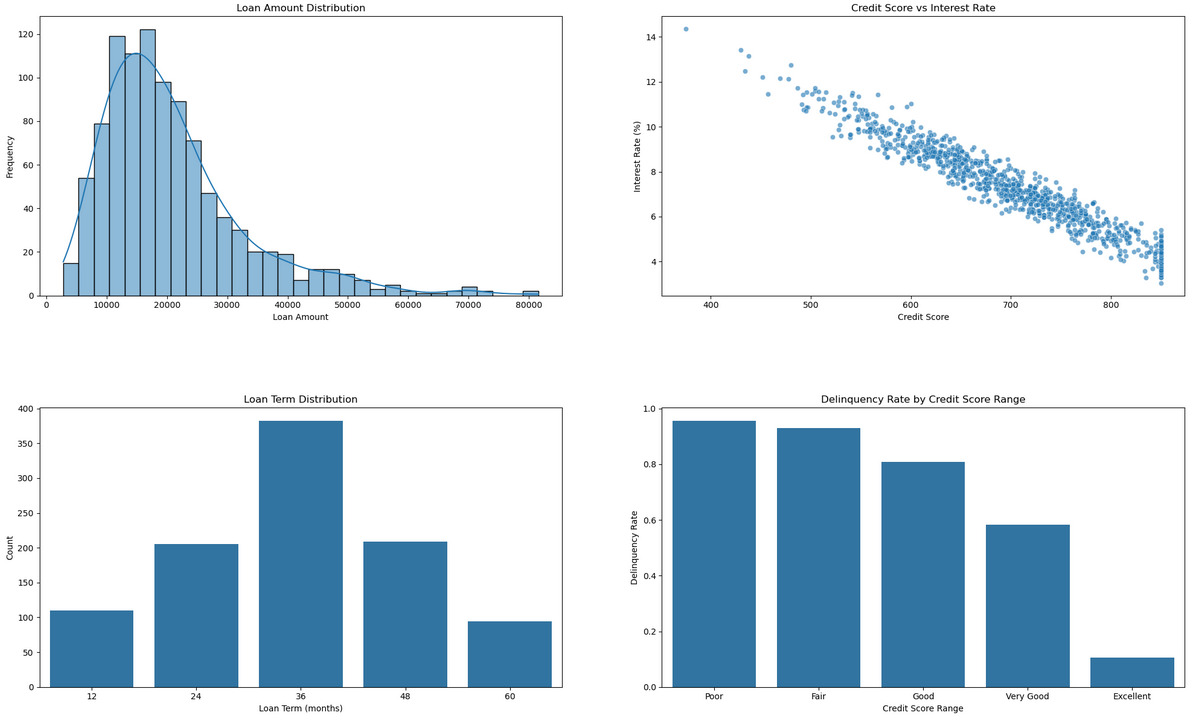 Loan Amount Distribution
120
100
80
60
40
20
0
Frequency
0 10000 20000 30000 40000 50000 60000 70000 80000
Loan Amount
Credit Score vs Interest Rate
14
12
10
8
6
4
Interest Rate (%)
400 500 600 700 800
Credit Score
Loan Term Distribution
400
350
300
250
200
150
100
50
0
Count
12 24 36 48 60
Loan Term (months)
Delinquency Rate by Credit Score Range
1.0
0.8
0.6
0.4
0.2
0.0
Delinquency Rate
Poor Fair Good Very Good Excellent
Credit Score Range